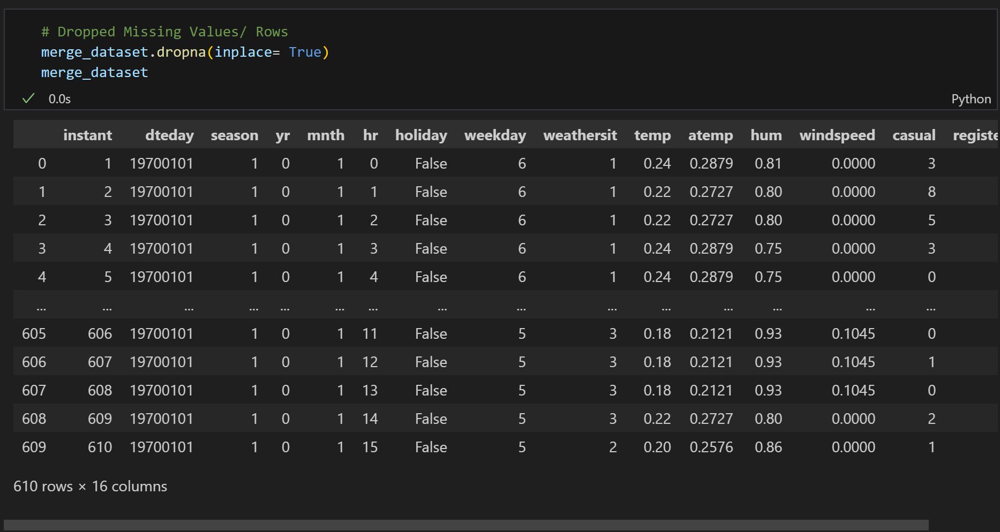 # Dropped Missing Values/ Rows
merge_dataset.dropna(inplace= True)
merge_dataset
0.0s
Python
instant dteday season yr mnth hr holiday weekday weathersit temp atemp hum windspeed casual registe
0 1 19700101 1 0 1 0 False 6 1 0.24 0.2879 0.81 0.0000 3
1 2 19700101 1 0 1 1 False 6 1 0.22 0.2727 0.80 0.0000 8
2 3 19700101 1 0 1 2 False 6 1 0.22 0.2727 0.80 0.0000 5
3 4 19700101 1 0 1 3 False 6 1 0.24 0.2879 0.75 0.0000 3
4 5 19700101 1 0 1 4 False 6 1 0.24 0.2879 0.75 0.0000 0
... ... ... ... ... ... ... ... ... ... ... ... ... ... ...
605 606 19700101 1 0 1 11 False 5 3 0.18 0.2121 0.93 0.1045 0
606 607 19700101 1 0 1 12 False 5 3 0.18 0.2121 0.93 0.1045 1
607 608 19700101 1 0 1 13 False 5 3 0.18 0.2121 0.93 0.1045 0
608 609 19700101 1 0 1 14 False 5 3 0.22 0.2727 0.80 0.0000 2
609 610 19700101 1 0 1 15 False 5 2 0.20 0.2576 0.86 0.0000 1
610 rows × 16 columns